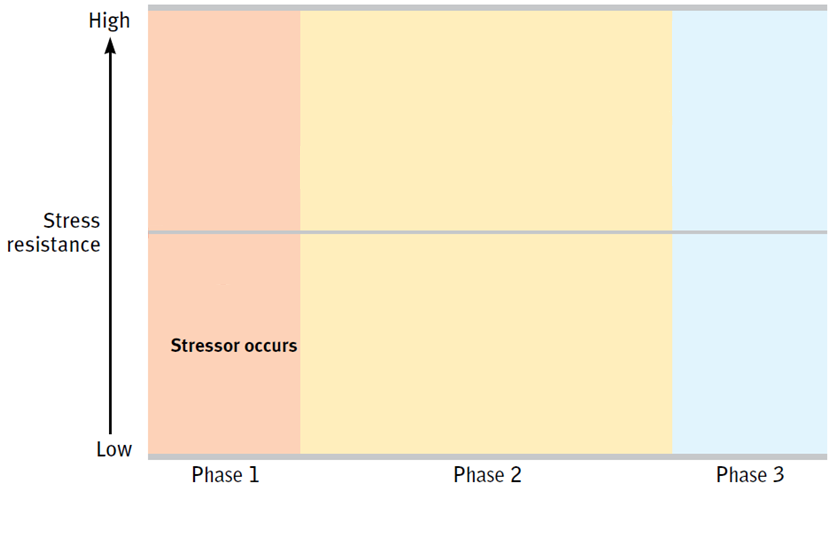 High
Stress
resistance
Stressor occurs
Low
Phase 1
Phase 2
Phase 3